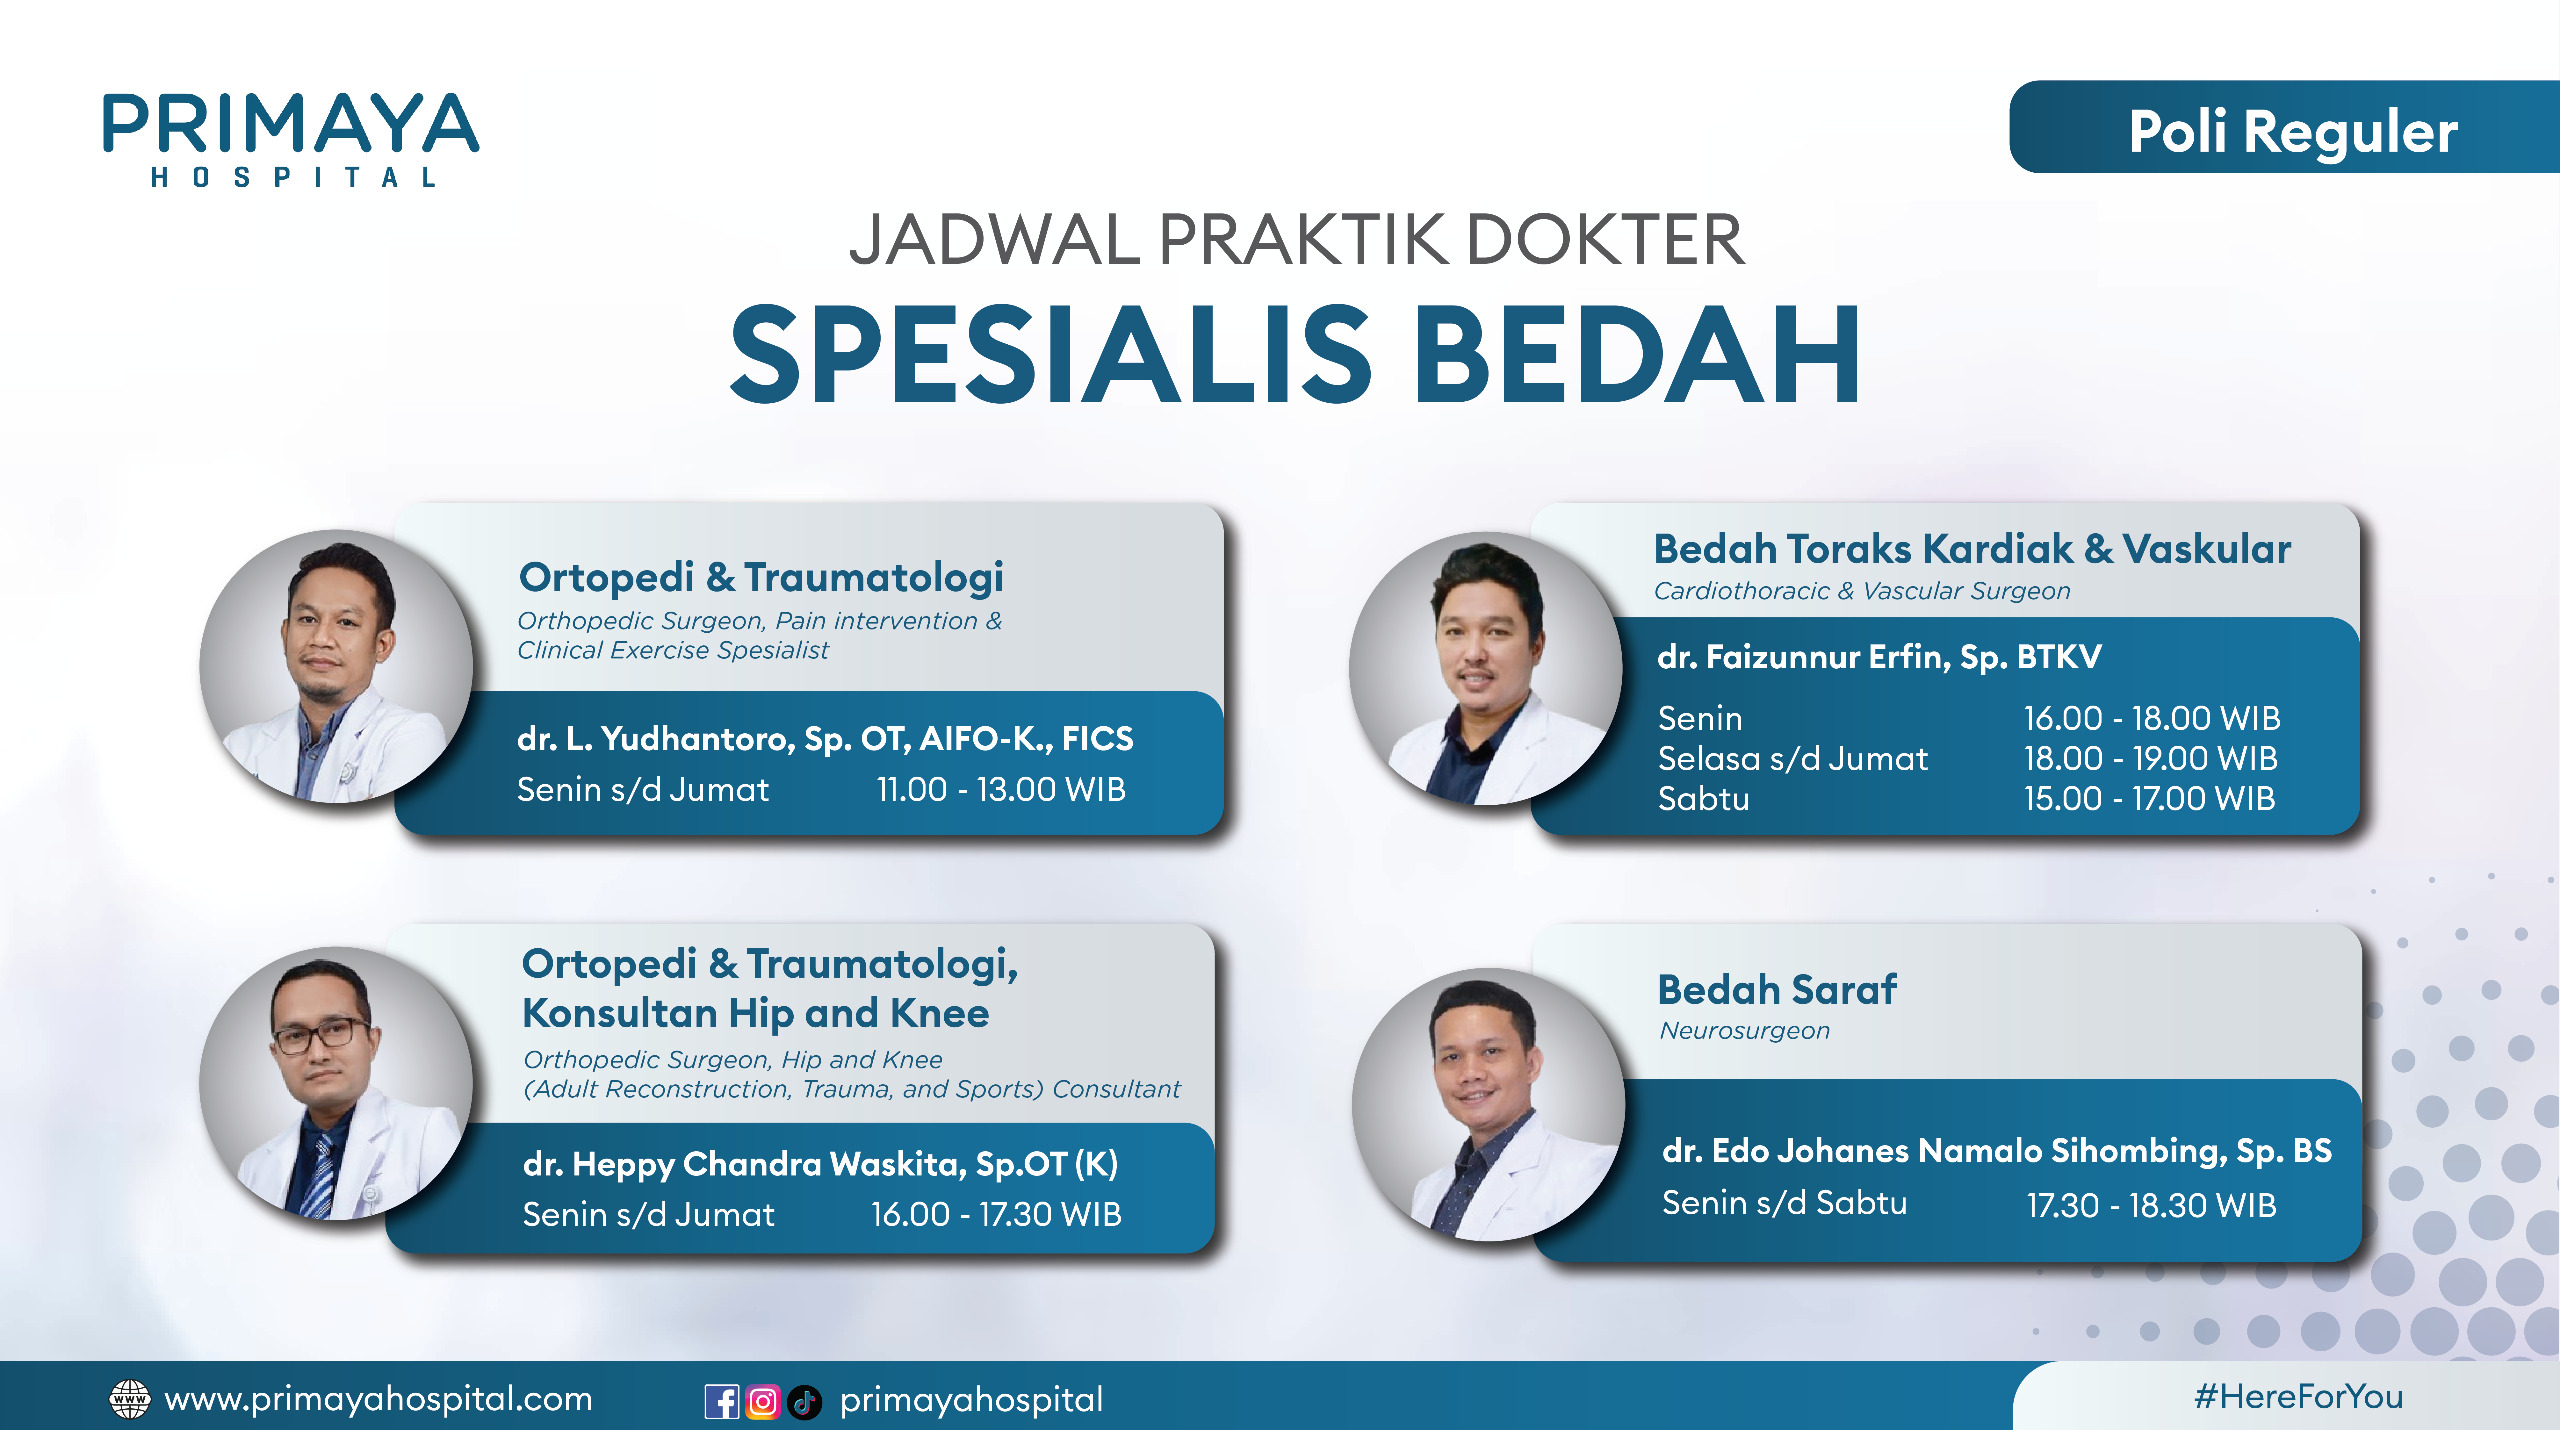 PRIMAYA
HOSPITAL
Poli Reguler
JADWAL PRAKTIK DOKTER
SPESIALIS BEDAH
Ortopedi & Traumatologi
Orthopedic Surgeon, Pain intervention &
Clinical Exercise Spesialist
dr. L. Yudhantoro, Sp. OT, AIFO-K., FICS
Senin s/d Jumat 11.00 - 13.00 WIB
Bedah Toraks Kardiak & Vaskular
Cardiothoracic & Vascular Surgeon
dr. Faizunnur Erfin, Sp. BTKV
Senin 16.00 - 18.00 WIB
Selasa s/d Jumat 18.00 - 19.00 WIB
Sabtu 15.00 - 17.00 WIB
Ortopedi & Traumatologi,
Konsultan Hip and Knee
Orthopedic Surgeon, Hip and Knee
(Adult Reconstruction, Trauma, and Sports) Consultant
dr. Heppy Chandra Waskita, Sp.OT (K)
Senin s/d Jumat 16.00 - 17.30 WIB
Bedah Saraf
Neurosurgeon
dr. Edo Johanes Namalo Sihombing, Sp. BS
Senin s/d Sabtu 17.30 - 18.30 WIB
www www.primayahospital.com
primayahospital
#HereForYou